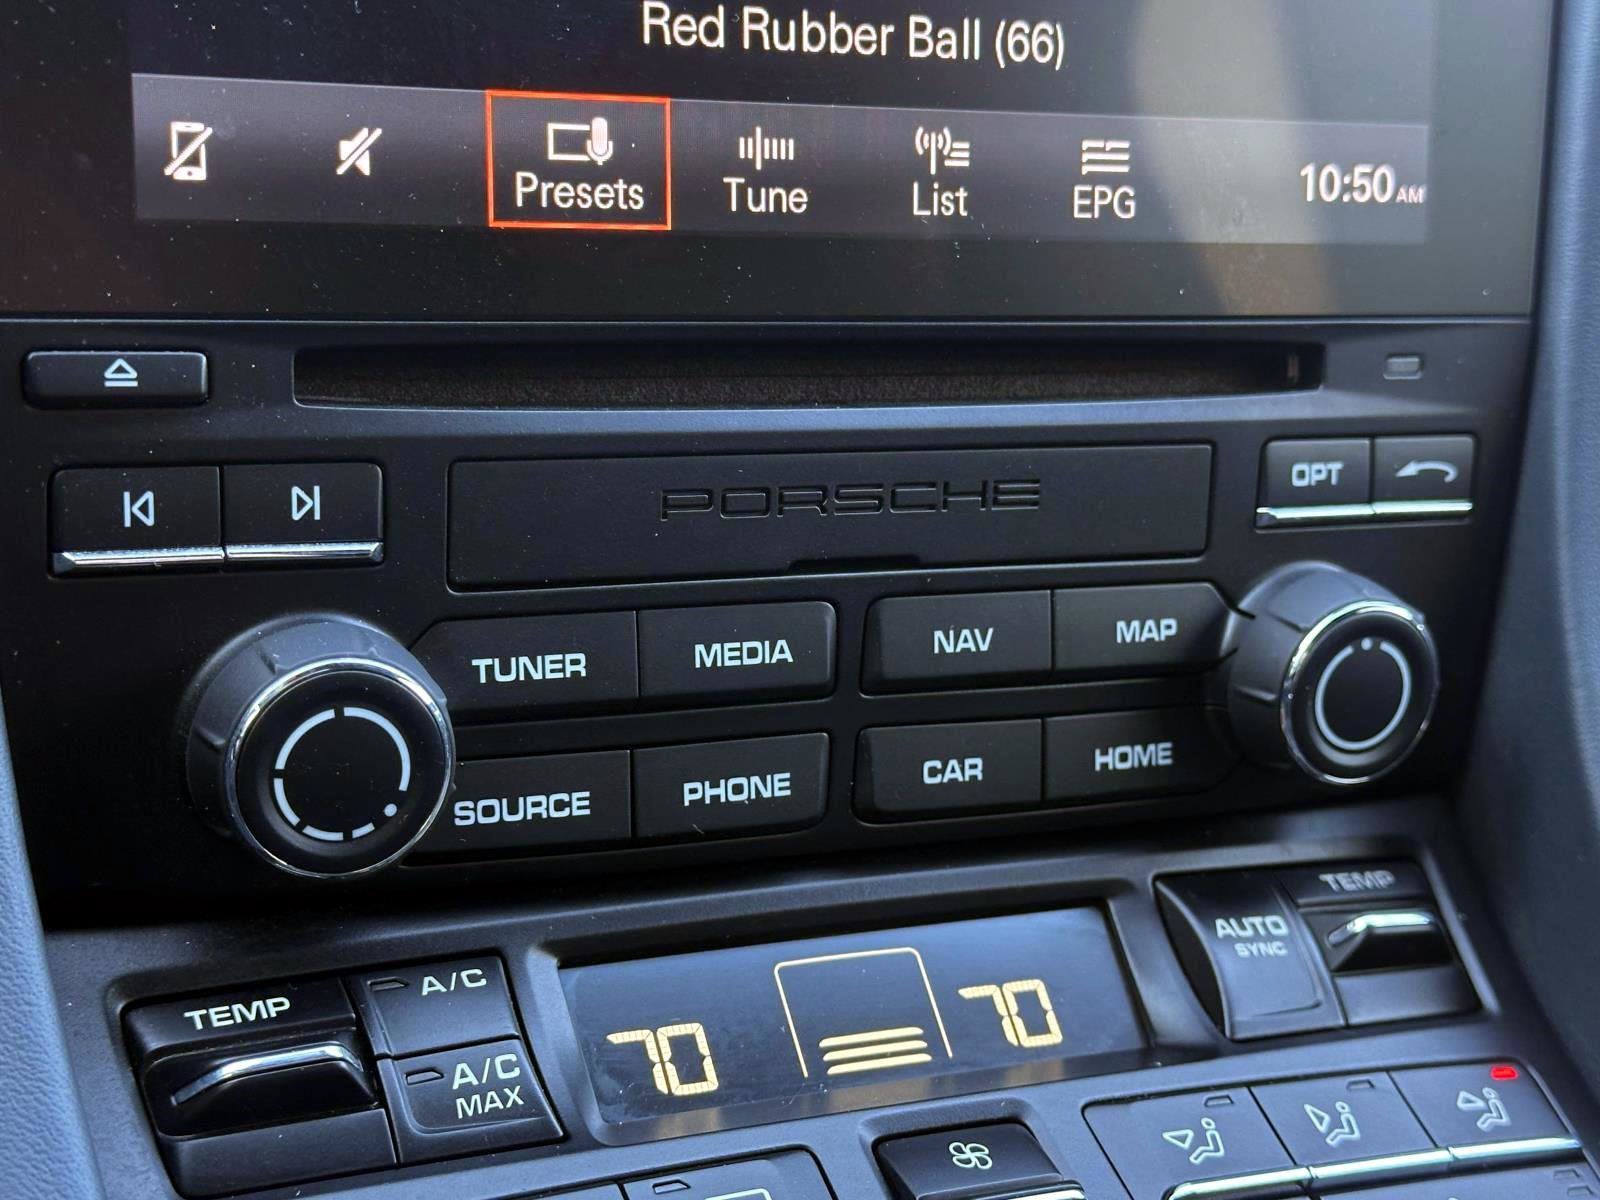 Red Rubber Ball (66)
Presets
Tune
List
EPG
10:50AM
PORSCHE
OPT
TUNER
MEDIA
NAV
MAP
SOURCE
PHONE
CAR
HOME
TEMP
A/C
A/C
MAX
70
70
AUTO
SYNC
TEMP